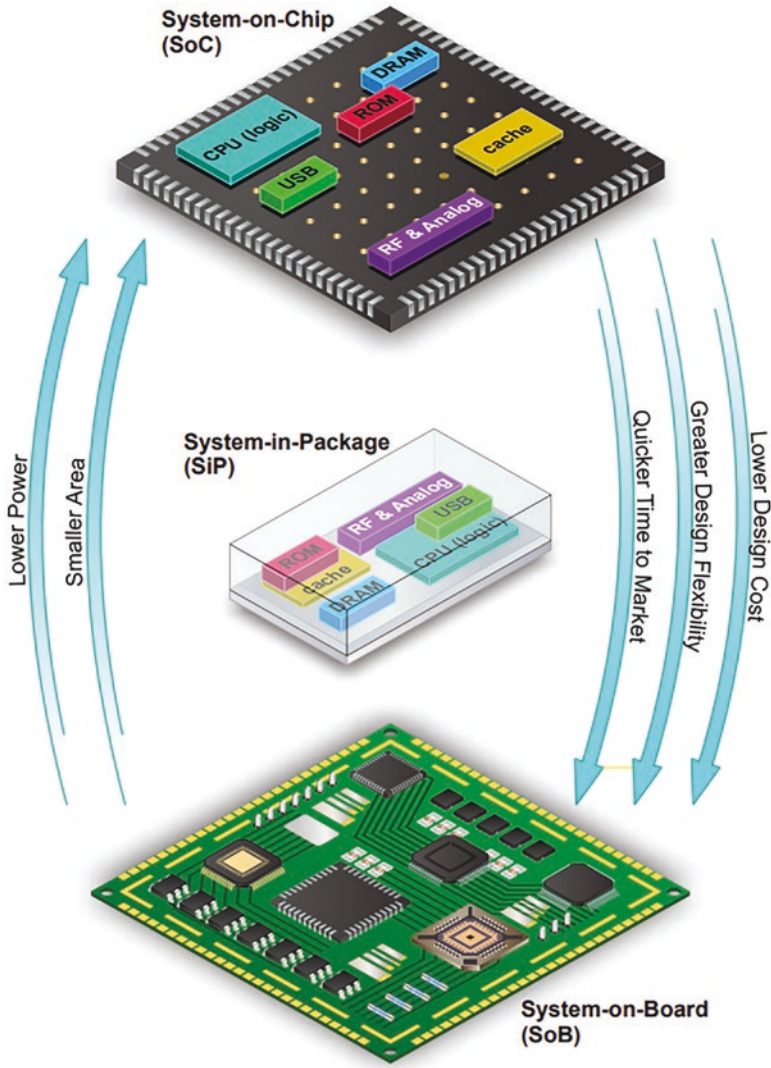 System-on-Chip
(SoC)
DRAM
ROM
CPU (logic)
cache
USB
RF & Analog
Lower Power
Smaller Area
System-in-Package
(SiP)
RF & Analog
USB
ROM
CPU (logic)
cache
DRAM
Quicker Time to Market
Greater Design Flexibility
Lower Design Cost
System-on-Board
(SoB)